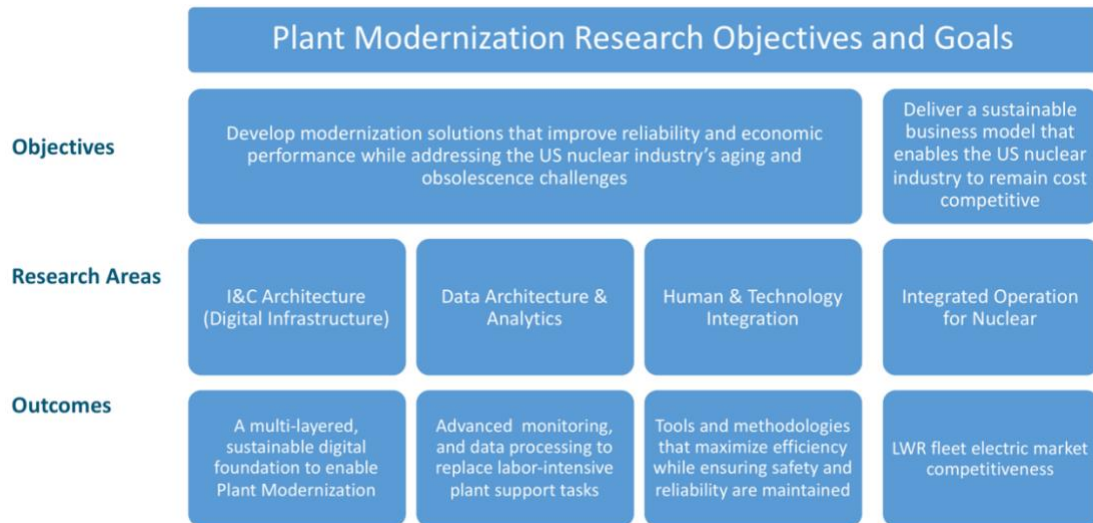 Plant Modernization Research Objectives and Goals
Objectives
Develop modernization solutions that improve reliability and economic
performance while addressing the US nuclear industry's aging and
obsolescence challenges
Deliver a sustainable
business model that
enables the US nuclear
industry to remain cost
competitive
Research Areas
I&C Architecture
(Digital Infrastructure)
Data Architecture &
Analytics
Human & Technology
Integration
Integrated Operation
for Nuclear
Outcomes
A multi-layered,
sustainable digital
foundation to enable
Plant Modernization
Advanced monitoring,
and data processing to
replace labor-intensive
plant support tasks
Tools and methodologies
that maximize efficiency
while ensuring safety and
reliability are maintained
LWR fleet electric market
competitiveness